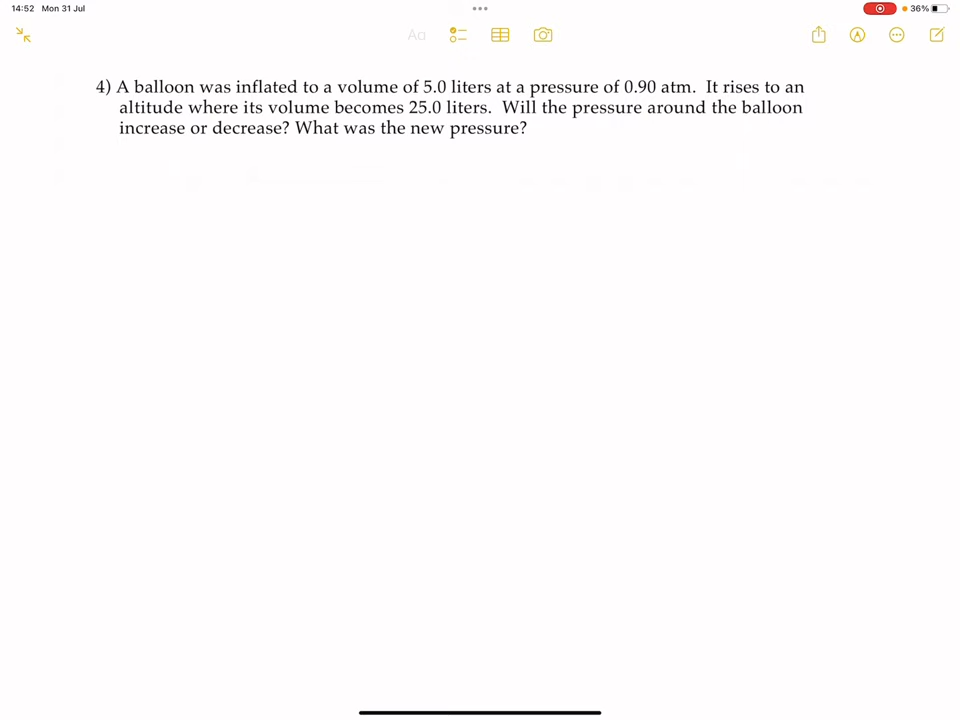 14:52 Mon 31 Jul
36%
Aa
4) A balloon was inflated to a volume of 5.0 liters at a pressure of 0.90 atm. It rises to an
altitude where its volume becomes 25.0 liters. Will the pressure around the balloon
increase or decrease? What was the new pressure?